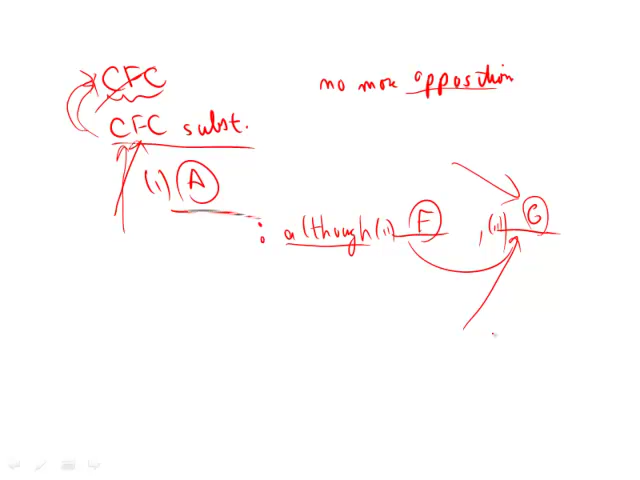 CFC
no more opposition
CFC subst.
(i) A
: although (ii) F , (iii) G